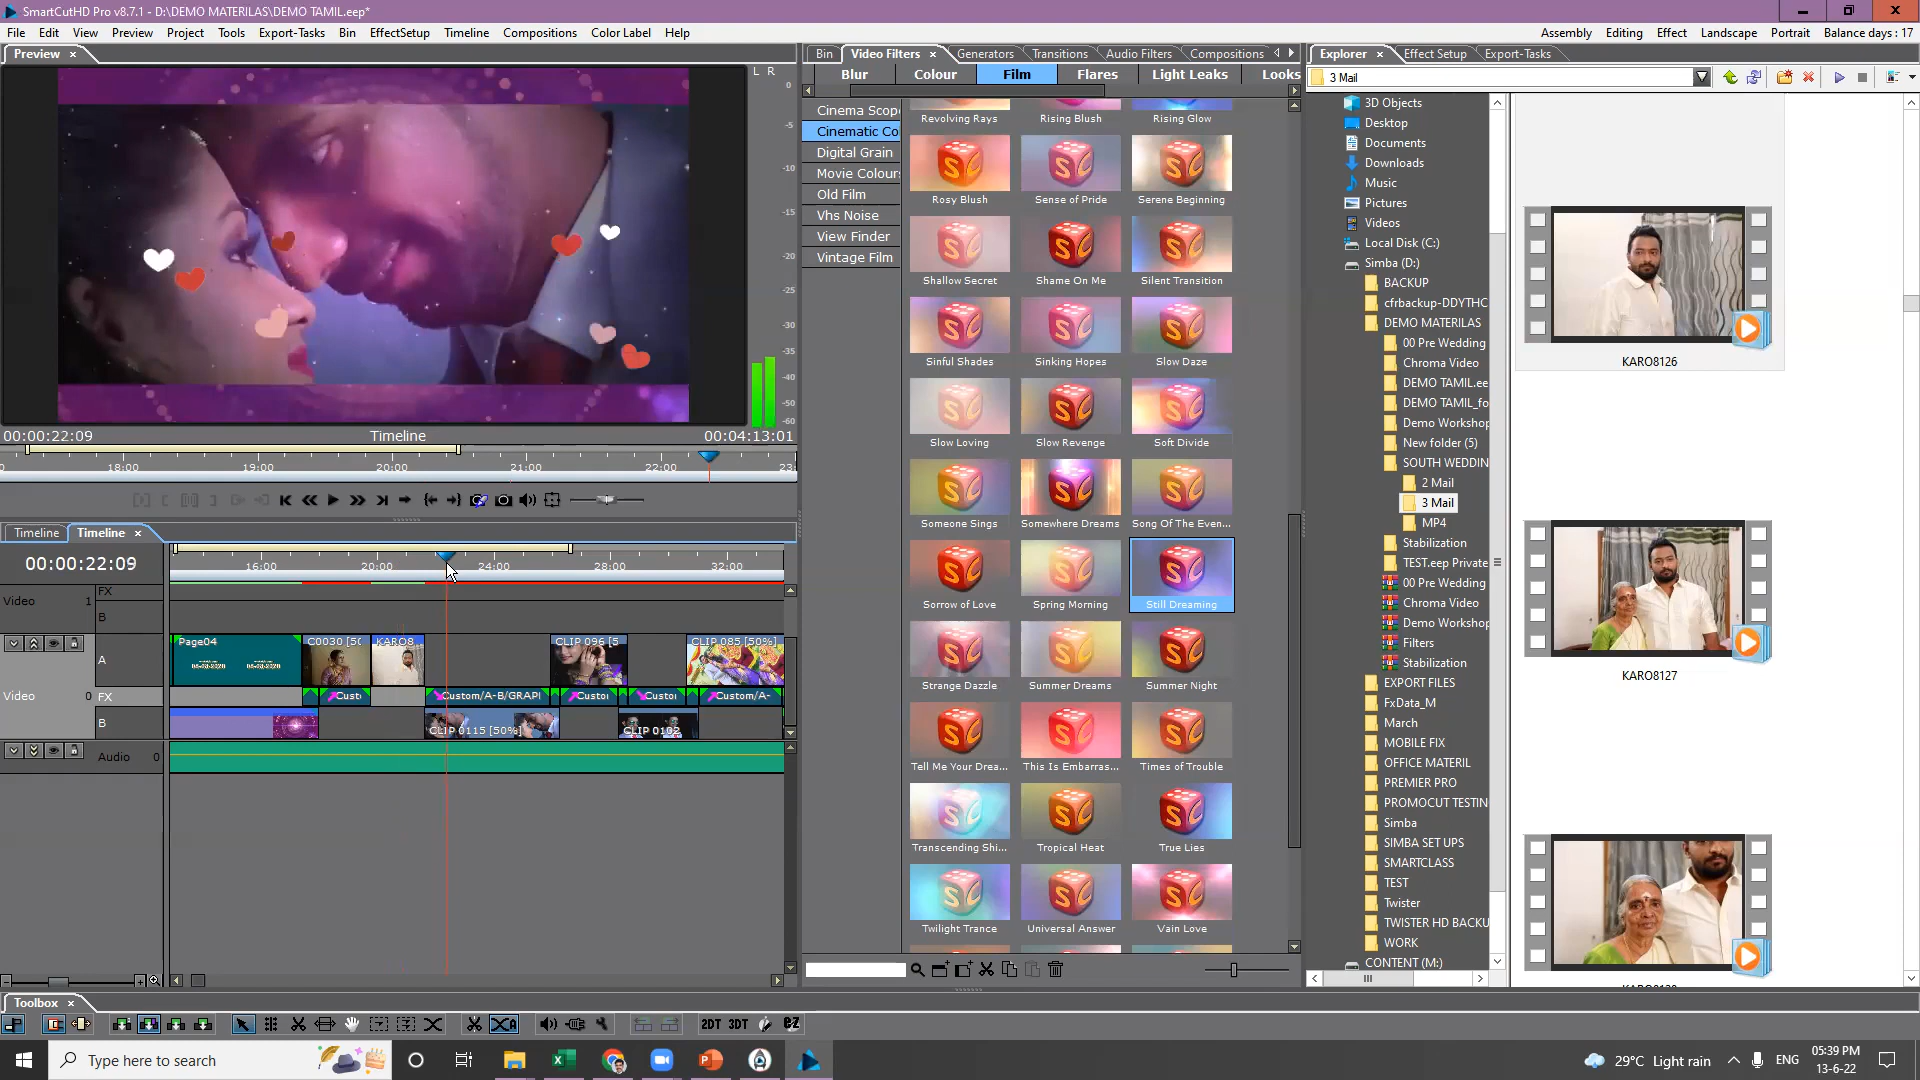 SmartCutHD Pro v8.7.1 - D:\DEMO MATERILAS\DEMO TAMIL.eep*
File Edit View Preview Project Tools Export-Tasks Bin EffectSetup Timeline Compositions Color Label Help
Assembly Editing Effect Landscape Portrait Balance days : 17
Preview
L R
0
-5
-10
-15
-20
-25
-30
-35
-40
-50
-60
00:00:22:09 Timeline 00:04:13:01
18:00 19:00 20:00 21:00 22:00 23:
Timeline Timeline
00:00:22:09
16:00 20:00 24:00 28:00 32:00
FX
Video 1
B
Page04 C0030 [50 KARO8 CLIP 096 [5 CLIP 085 [50%]
A
Video 0 FX
Custo Custom/A-B/GRAPI Custo Custo Custom/A-
B CLIP 0115 [50%] CLIP 0102
Audio 0
Toolbox
2DT 3DT
Bin Video Filters Generators Transitions Audio Filters Compositions
Blur Colour Film Flares Light Leaks Looks
Cinema Scop
Cinematic Co
Digital Grain
Movie Colour
Old Film
Vhs Noise
View Finder
Vintage Film
Revolving Rays Rising Blush Rising Glow
Rosy Blush Sense of Pride Serene Beginning
Shallow Secret Shame On Me Silent Transition
Sinful Shades Sinking Hopes Slow Daze
Slow Loving Slow Revenge Soft Divide
Someone Sings Somewhere Dreams Song Of The Even...
Sorrow of Love Spring Morning Still Dreaming
Strange Dazzle Summer Dreams Summer Night
Tell Me Your Drea... This Is Embarras... Times of Trouble
Transcending Shi... Tropical Heat True Lies
Twilight Trance Universal Answer Vain Love
Explorer Effect Setup Export-Tasks
3 Mail
3D Objects
Desktop
Documents
Downloads
Music
Pictures
Videos
Local Disk (C:)
Simba (D:)
BACKUP
cfrbackup-DDYTHC
DEMO MATERILAS
00 Pre Wedding
Chroma Video
DEMO TAMIL.ee
DEMO TAMIL_fo
Demo Workshop
New folder (5)
SOUTH WEDDIN
2 Mail
3 Mail
MP4
Stabilization
TEST.eep Private
00 Pre Wedding
Chroma Video
Demo Workshop
Filters
Stabilization
EXPORT FILES
FxData_M
March
MOBILE FIX
OFFICE MATERIL
PREMIER PRO
PROMOCUT TESTIN
Simba
SIMBA SET UPS
SMARTCLASS
TEST
Twister
TWISTER HD BACKU
WORK
CONTENT (M:)
KARO8126
KARO8127
Type here to search
29°C Light rain ENG 05:39 PM
13-6-22